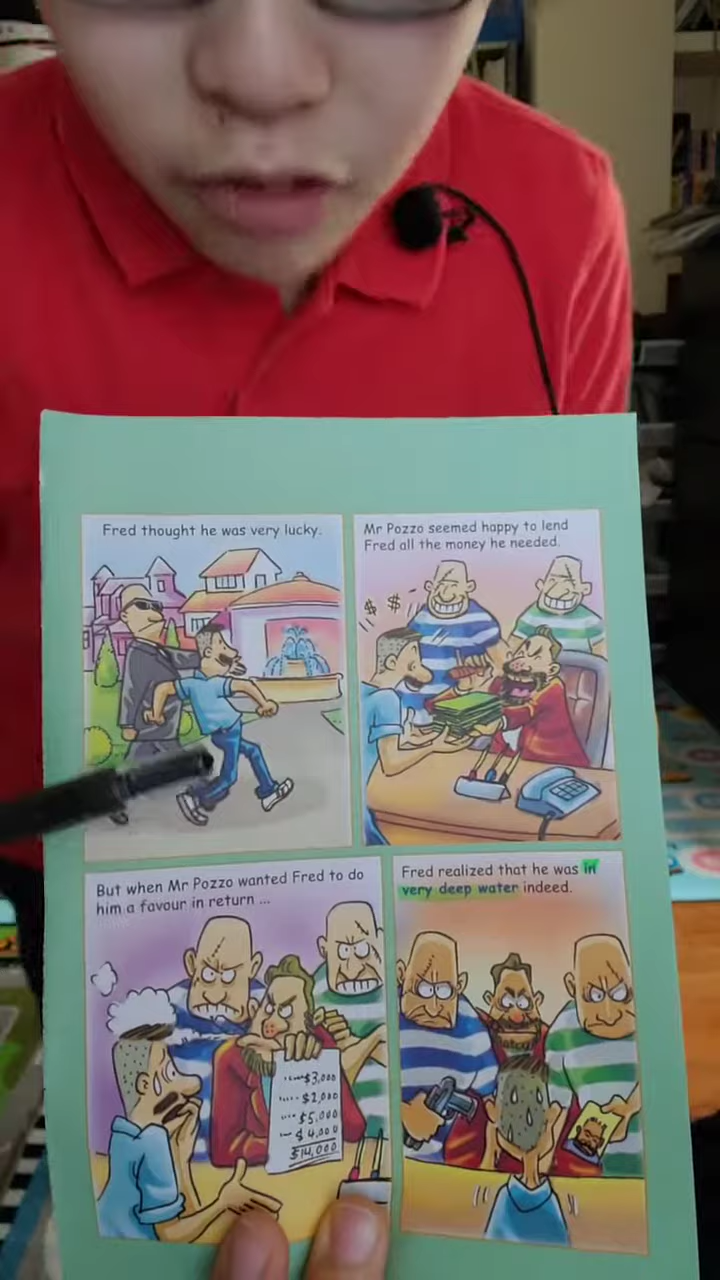 Fred thought he was very lucky.
Mr Pozzo seemed happy to lend
Fred all the money he needed.
$ $
But when Mr Pozzo wanted Fred to do
him a favour in return ...
$3,000
$2,000
$5,000
$4,000
$14,000
Fred realized that he was in
very deep water indeed.